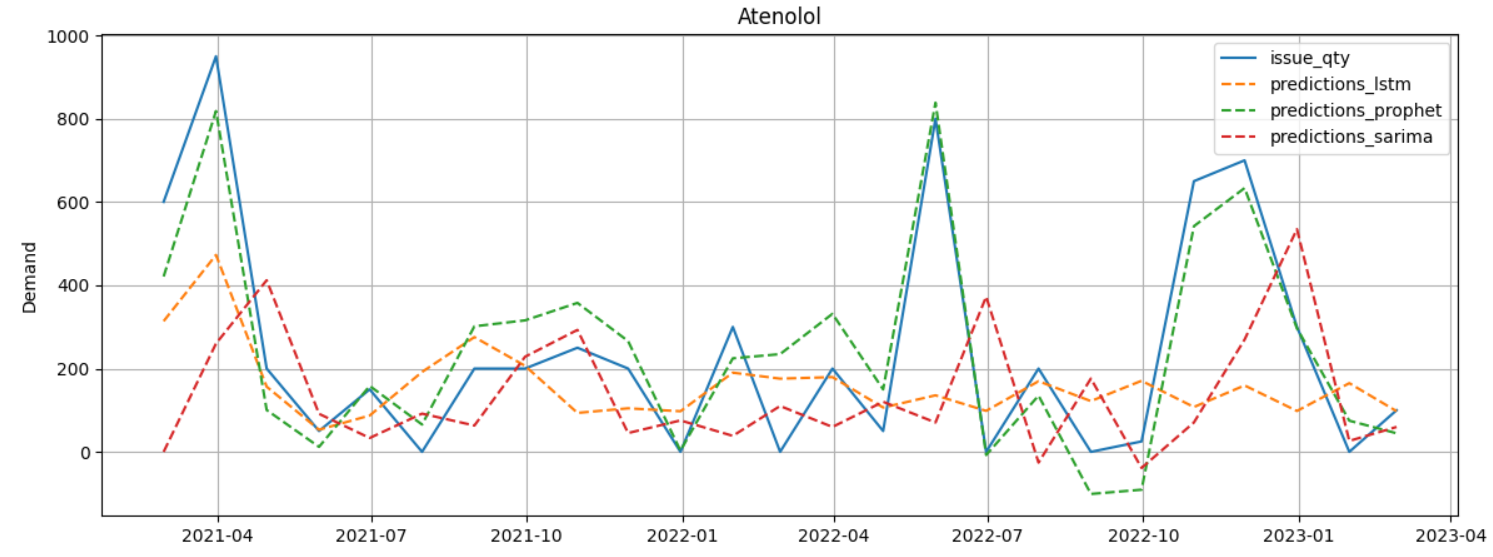 Atenolol
1000
800
600
400
200
0
Demand
issue_qty
predictions_lstm
predictions_prophet
predictions_sarima
2021-04
2021-07
2021-10
2022-01
2022-04
2022-07
2022-10
2023-01
2023-04